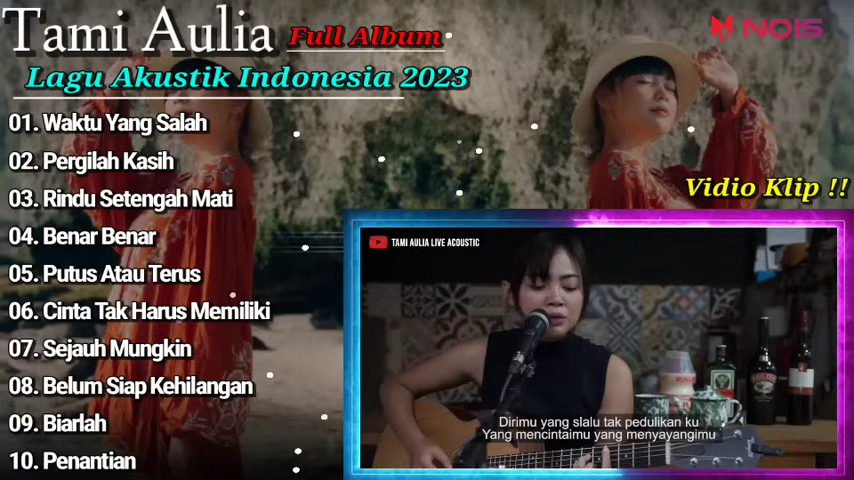 Tami Aulia Full Album
NOIS
Lagu Akustik Indonesia 2023
01. Waktu Yang Salah
02. Pergilah Kasih
03. Rindu Setengah Mati
04. Benar Benar
05. Putus Atau Terus
06. Cinta Tak Harus Memiliki
07. Sejauh Mungkin
08. Belum Siap Kehilangan
09. Biarlah
10. Penantian
Vidio Klip !!
TAMI AULIA LIVE ACOUSTIC
Dirimu yang slalu tak pedulikan ku
Yang mencintaimu yang menyayangimu